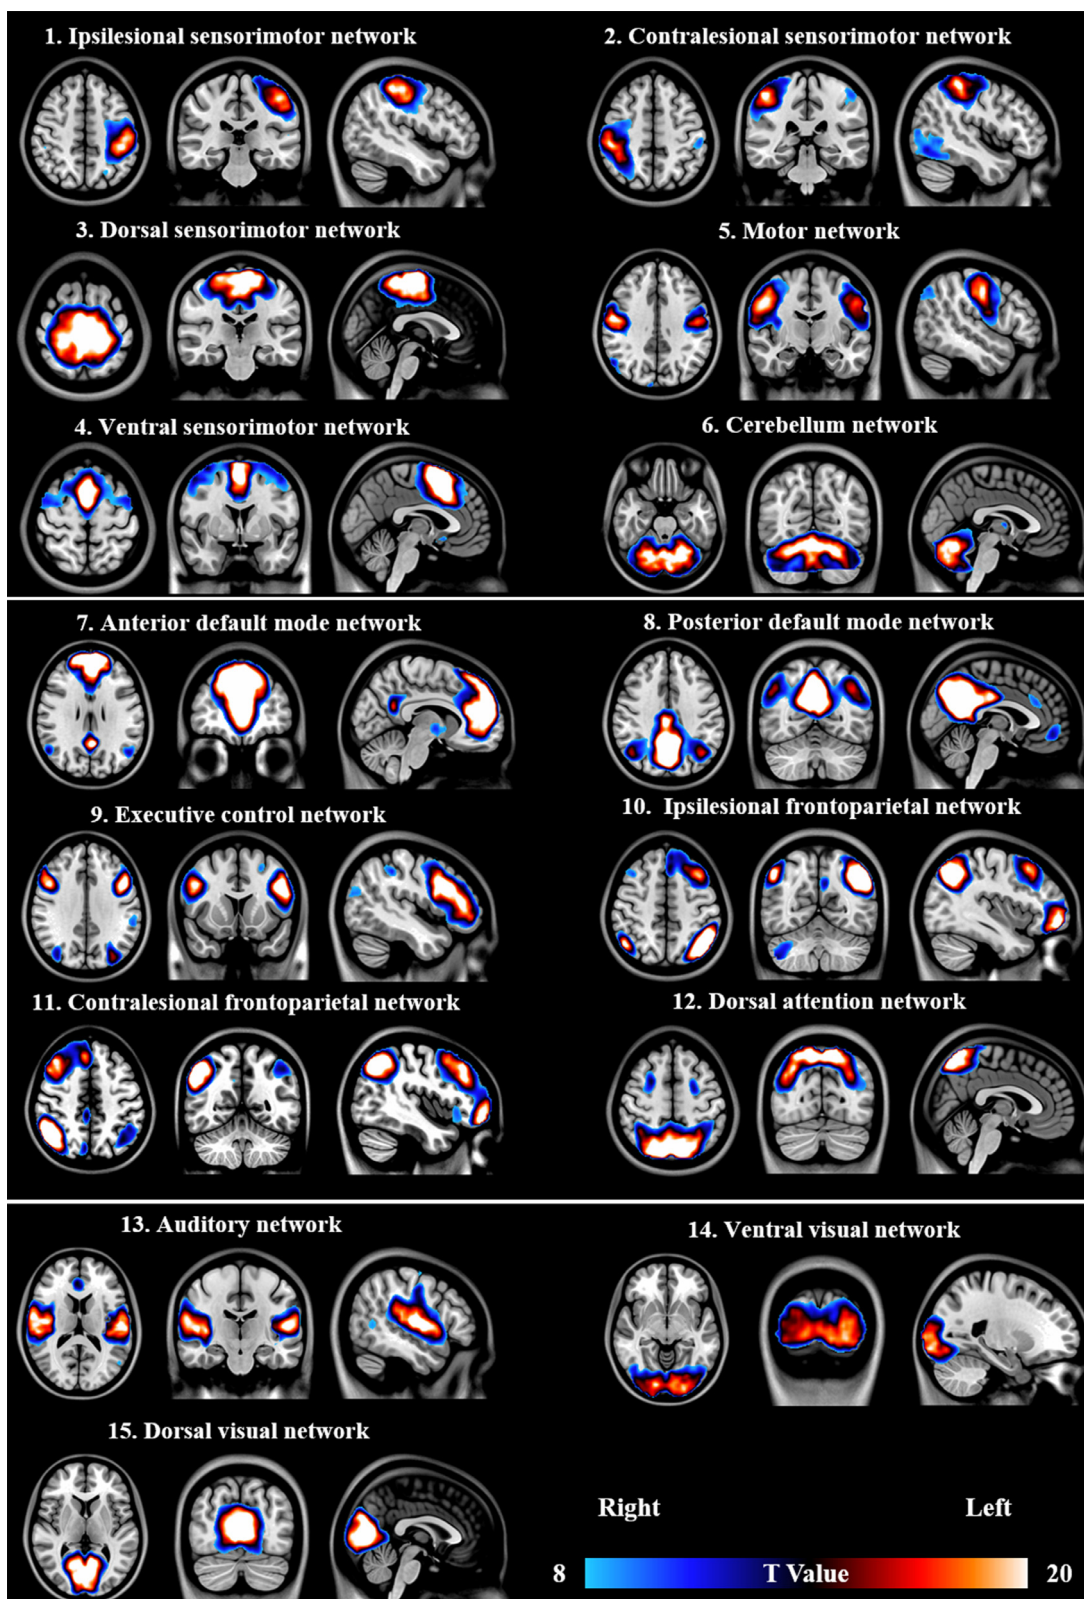 1. Ipsilesional sensorimotor network
2. Contralesional sensorimotor network
3. Dorsal sensorimotor network
5. Motor network
4. Ventral sensorimotor network
6. Cerebellum network
7. Anterior default mode network
8. Posterior default mode network
9. Executive control network
10. Ipsilesional frontoparietal network
11. Contralesional frontoparietal network
12. Dorsal attention network
13. Auditory network
14. Ventral visual network
15. Dorsal visual network
Right Left
8 T Value 20